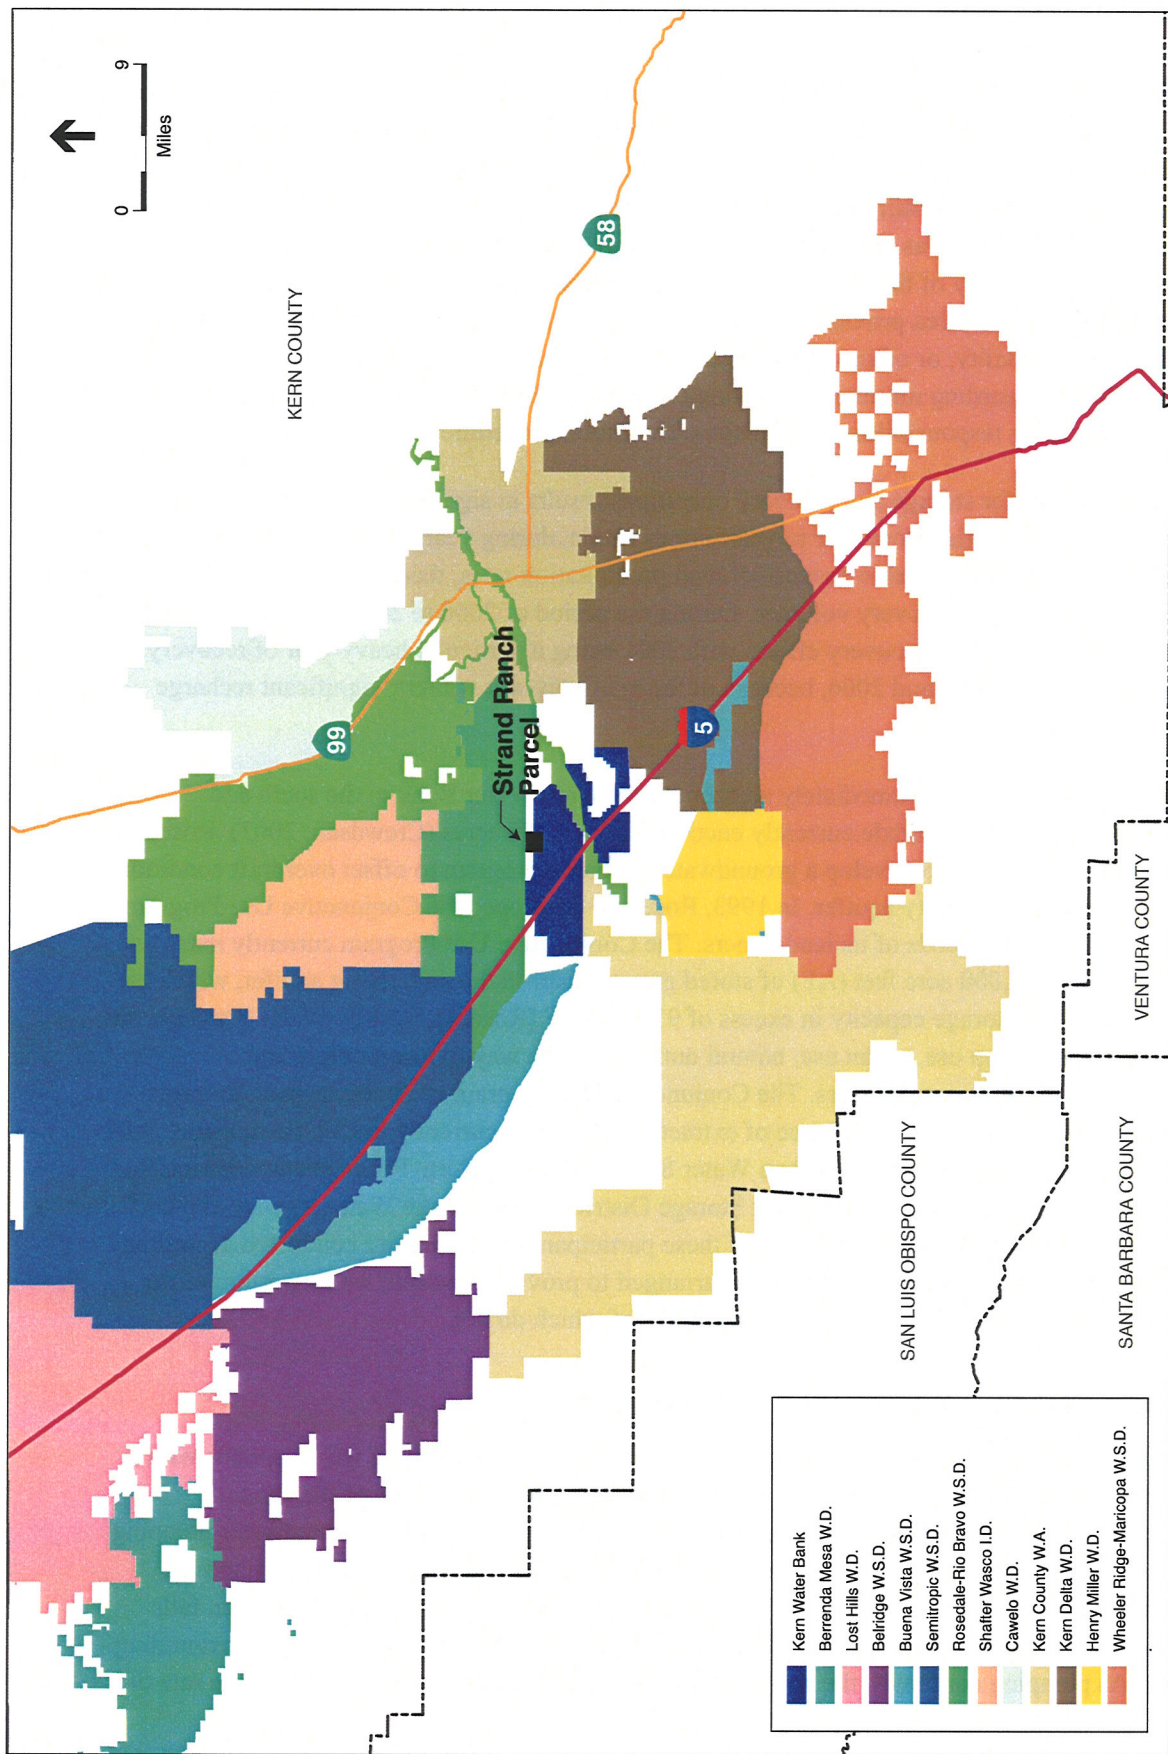 0
9
Miles
KERN COUNTY
99
58
Strand Ranch
Parcel
5
SAN LUIS OBISPO COUNTY
SANTA BARBARA COUNTY
VENTURA COUNTY
Kern Water Bank
Berrenda Mesa W.D.
Lost Hills W.D.
Belridge W.S.D.
Buena Vista W.S.D.
Semitropic W.S.D.
Rosedale-Rio Bravo W.S.D.
Shafter Wasco I.D.
Cawelo W.D.
Kern County W.A.
Kern Delta W.D.
Henry Miller W.D.
Wheeler Ridge-Maricopa W.S.D.